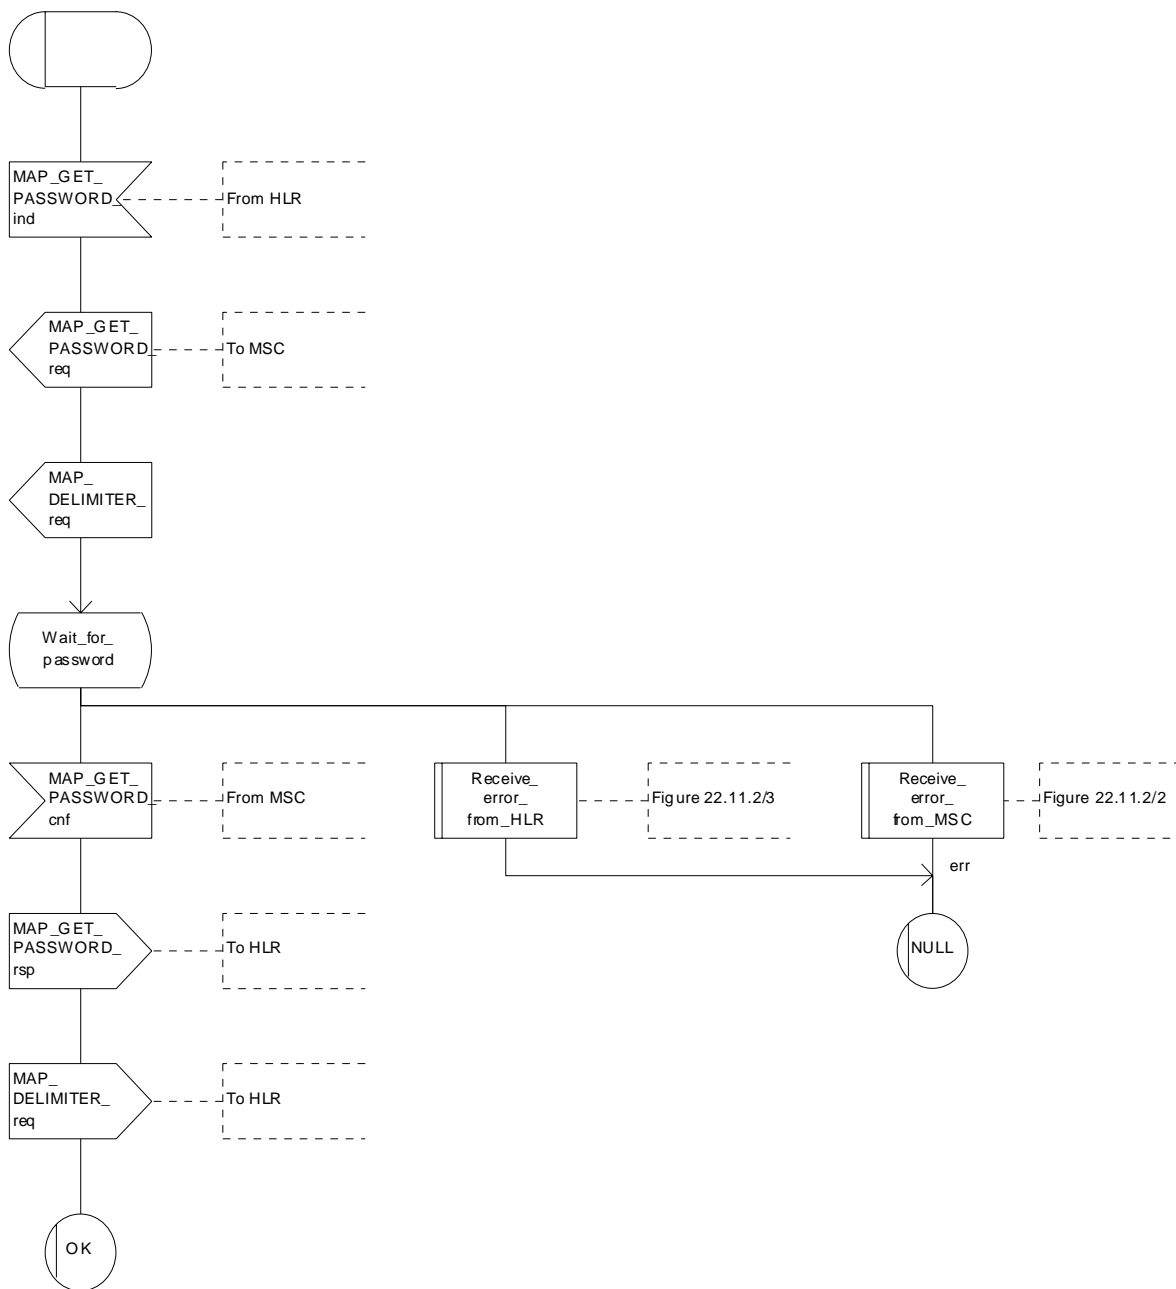 MAP_GET_
PASSWORD_
ind
From HLR
MAP_GET_
PASSWORD_
req
To MSC
MAP_
DELIMITER_
req
Wait_for_
password
MAP_GET_
PASSWORD_
cnf
From MSC
Receive_
error_
from_HLR
Figure 22.11.2/3
Receive_
error_
from_MSC
Figure 22.11.2/2
err
MAP_GET_
PASSWORD_
rsp
To HLR
NULL
MAP_
DELIMITER_
req
To HLR
OK